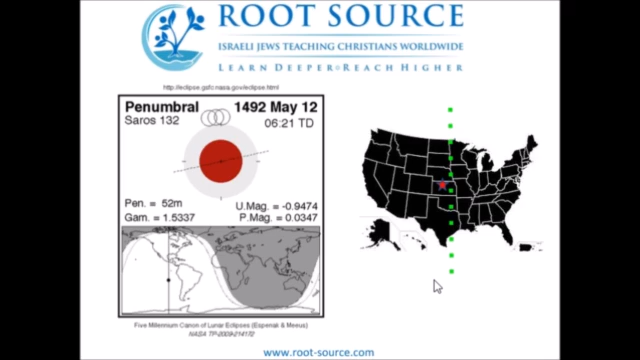 ROOT SOURCE
ISRAELI JEWS TEACHING CHRISTIANS WORLDWIDE
LEARN DEEPER REACH HIGHER
http://eclipse.gsfc.nasa.gov/eclipse.html
Penumbral 1492 May 12
Saros 132 06:21 TD
Pen. = 52m U.Mag. = -0.9474
Gam. = 1.5337 P.Mag. = 0.0347
Five Millennium Canon of Lunar Eclipses (Espenak & Meeus)
NASA TP-2009-214172
www.root-source.com